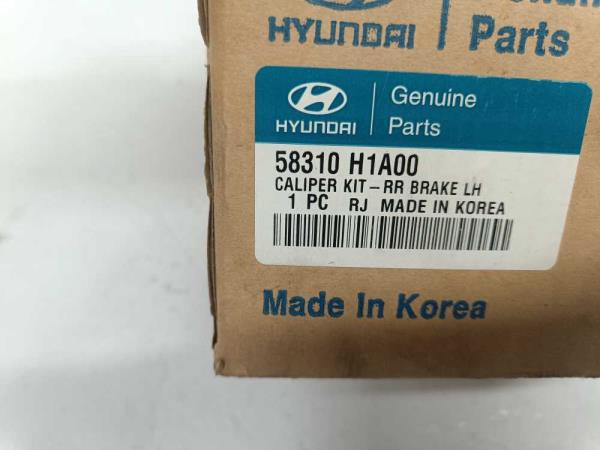 HYUNDAI
Parts
HYUNDAI
Genuine
Parts
58310 H1A00
CALIPER KIT-RR BRAKE LH
1 PC RJ MADE IN KOREA
Made In Korea